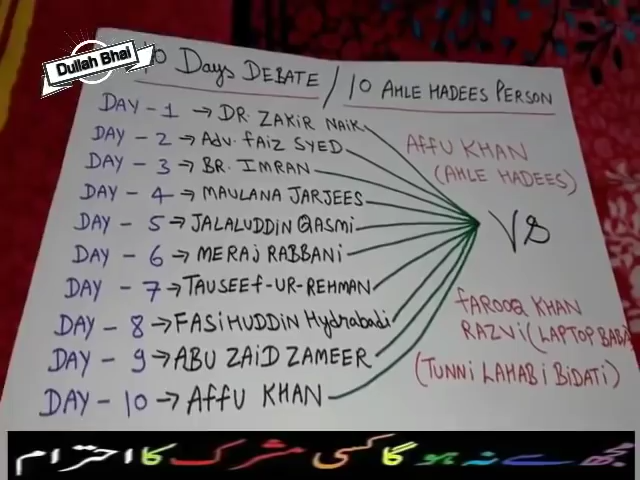 Dullah Bhai
10 Days DEBATE / 10 AHLE HADEES PERSON
DAY - 1 → DR. ZAKIR NAIK
DAY - 2 → Adv. FAIZ SYED
DAY - 3 → BR. IMRAN
DAY - 4 → MAULANA JARJEES
DAY - 5 → JALALUDDIN QASMI
DAY - 6 → MERAJ RABBANI
DAY - 7 → TAUSEEF-UR-REHMAN
DAY - 8 → FASIHUDDIN Hydrabadi
DAY - 9 → ABU ZAID ZAMEER
DAY - 10 → AFFU KHAN
AFFU KHAN
(AHLE HADEES)
VS
FAROOQ KHAN
RAZVI (LAPTOP BABA)
(TUNNI LAHABI BIDATI)
مجھ سے نہ ہو گا کسی مشرک کا احترام